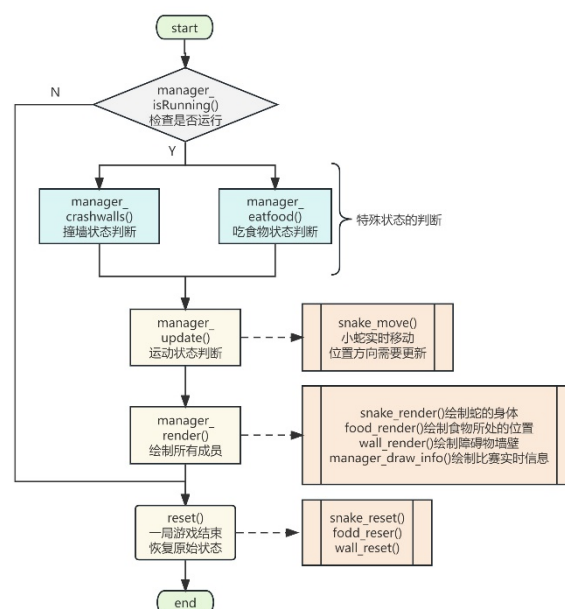 start
N
manager_
isRunning()
检查是否运行
Y
manager_
crashwalls()
撞墙状态判断
manager_
eatfood()
吃食物状态判断
特殊状态的判断
manager_
update()
运动状态判断
snake_move()
小蛇实时移动
位置方向需要更新
manager_
render()
绘制所有成员
snake_render()绘制蛇的身体
food_render()绘制食物所处的位置
wall_render()绘制障碍物墙壁
manager_draw_info()绘制比赛实时信息
reset()
一局游戏结束
恢复原始状态
snake_reset()
fodd_reser()
wall_reset()
end